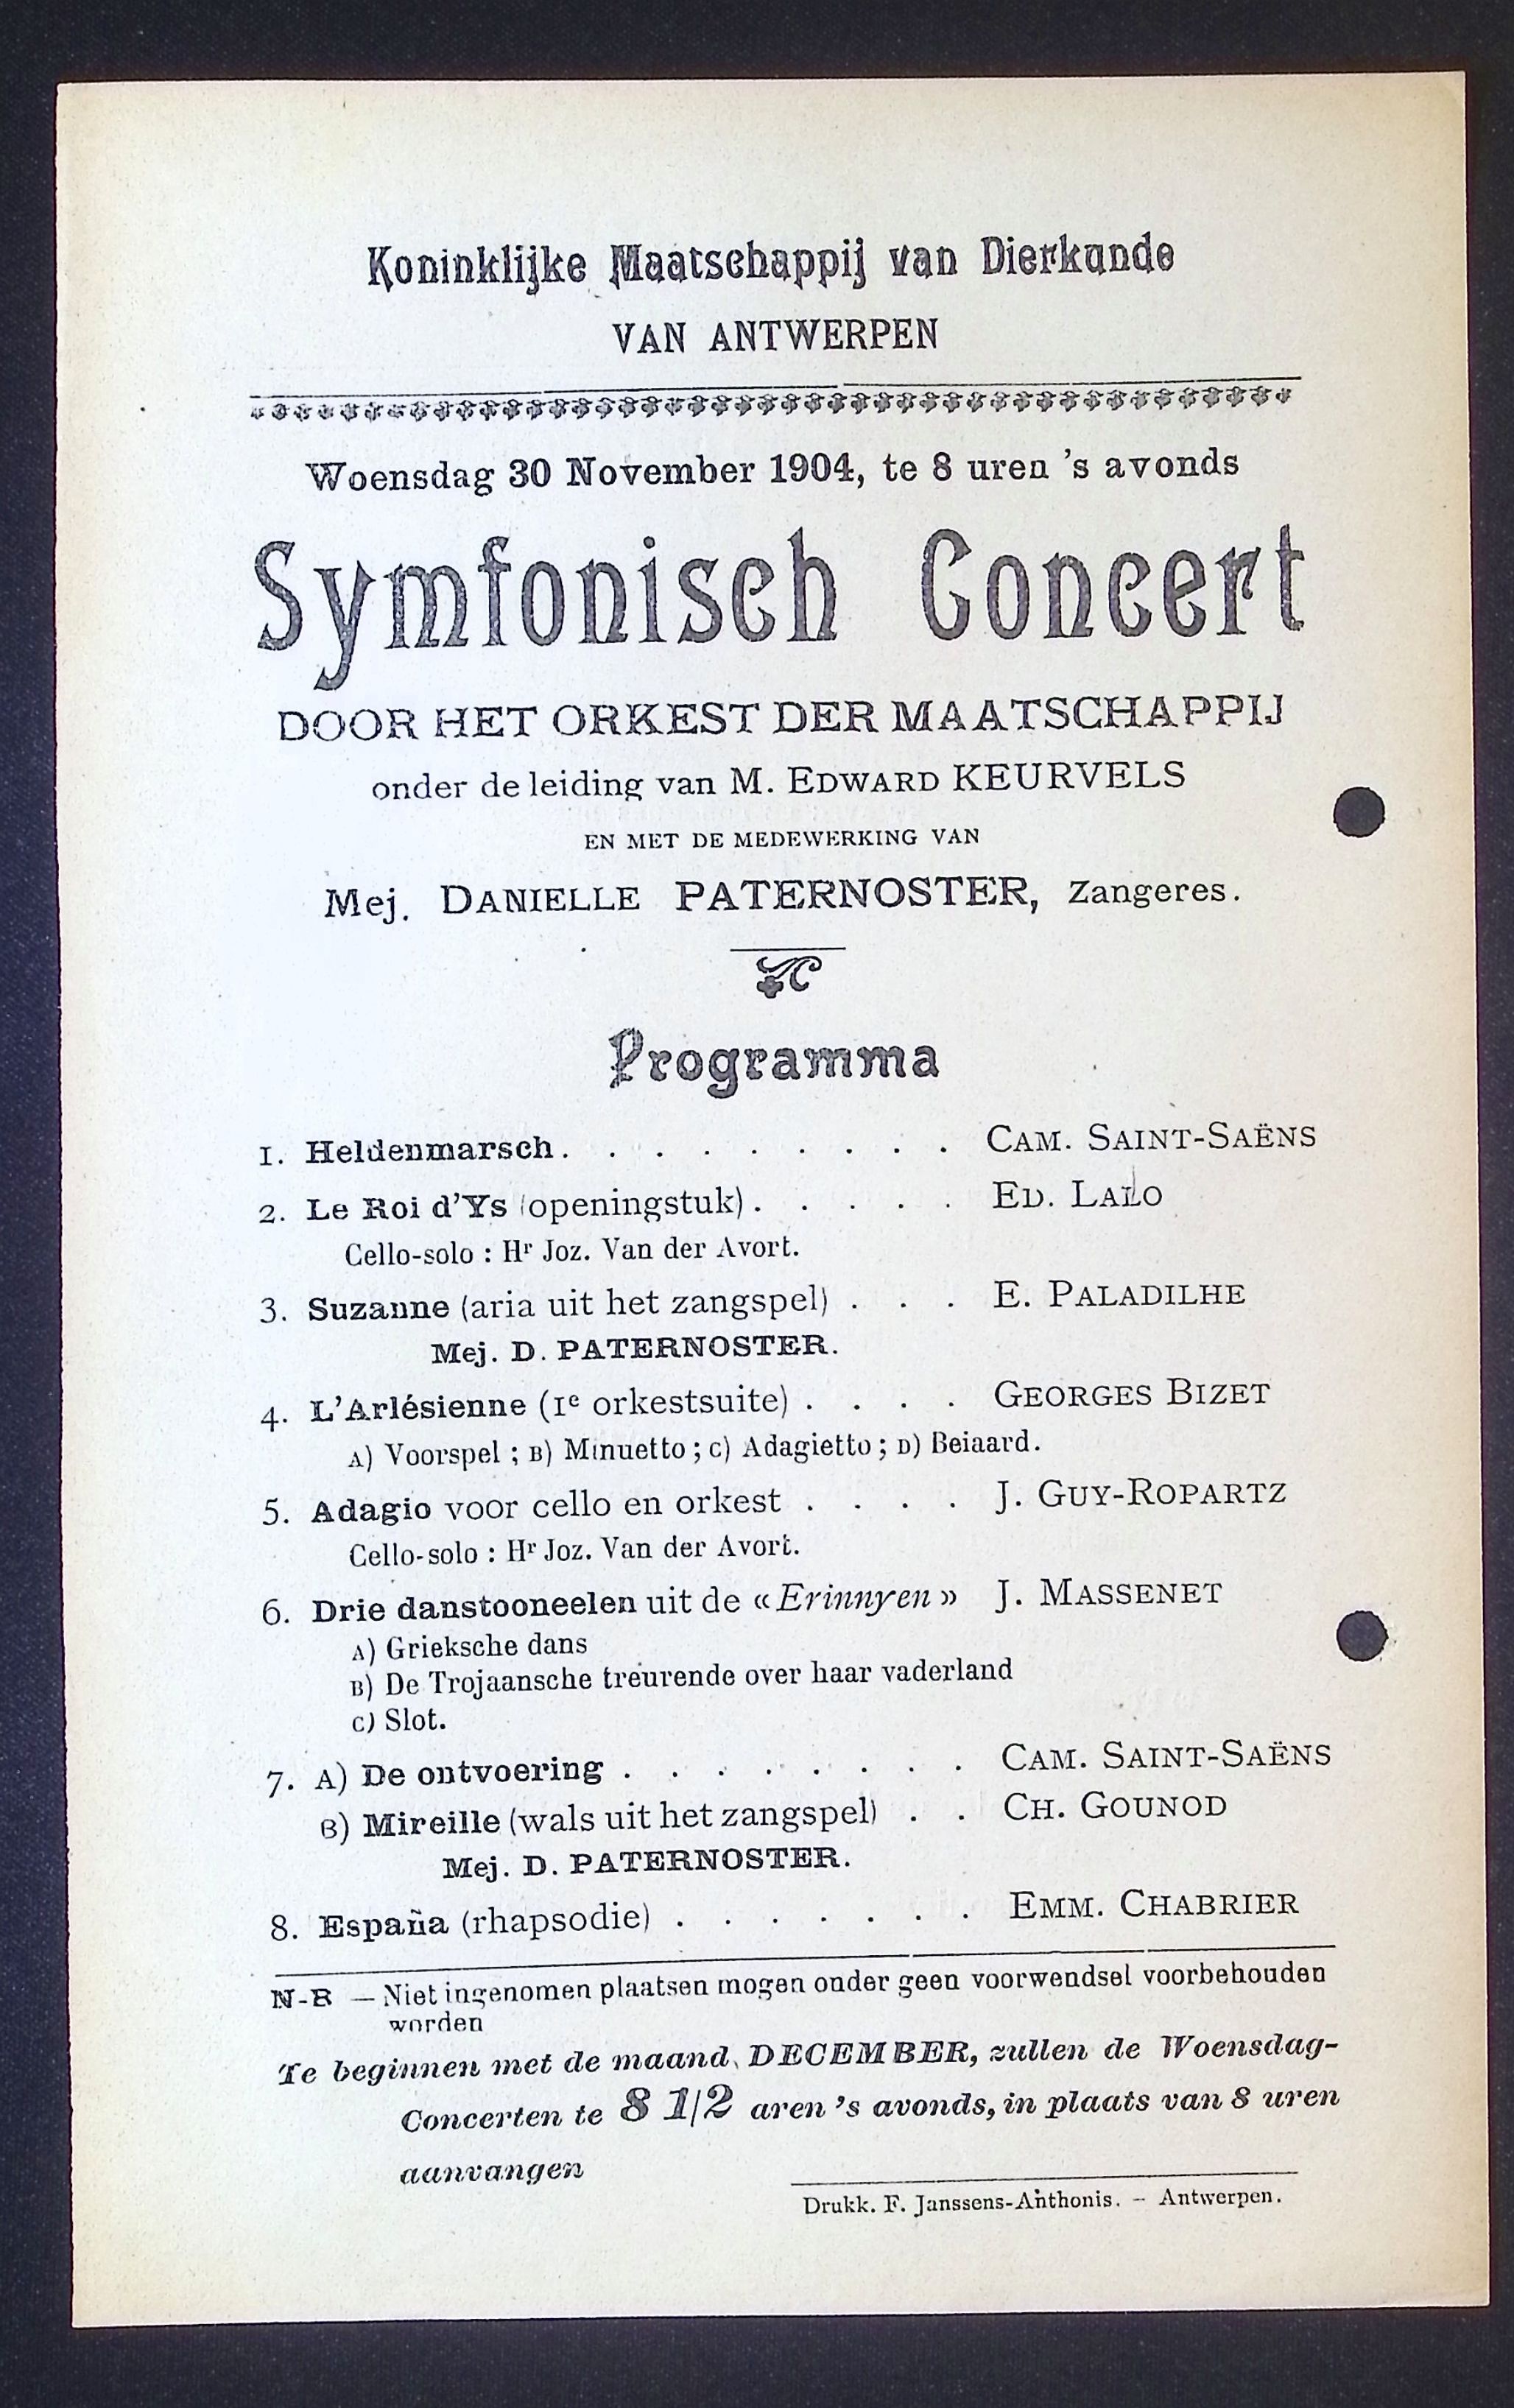 Koninklijke Maatschappij van Dierkunde
VAN ANTWERPEN
Woensdag 30 November 1904, te 8 uren 's avonds
Symfonisch Concert
DOOR HET ORKEST DER MAATSCHAPPIJ
onder de leiding van M. EDWARD KEURVELS
EN MET DE MEDEWERKING VAN
Mej. DANIELLE PATERNOSTER, Zangeres.
Programma
1. Heldenmarsch. . . . . . . . . CAM. SAINT-SAËNS
2. Le Roi d'Ys (openingstuk) . . . . . ED. LALO
Cello-solo : Hr Joz. Van der Avort.
3. Suzanne (aria uit het zangspel) . . . E. PALADILHE
Mej. D. PATERNOSTER.
4. L'Arlésienne (1e orkestsuite) . . . . GEORGES BIZET
A) Voorspel ; B) Minuetto ; C) Adagietto ; D) Beiaard.
5. Adagio voor cello en orkest . . . . J. GUY-ROPARTZ
Cello-solo : Hr Joz. Van der Avort.
6. Drie danstooneelen uit de « Erinnyen » J. MASSENET
A) Grieksche dans
B) De Trojaansche treurende over haar vaderland
C) Slot.
7. A) De ontvoering . . . . . . . . CAM. SAINT-SAËNS
B) Mireille (wals uit het zangspel) . . CH. GOUNOD
Mej. D. PATERNOSTER.
8. España (rhapsodie) . . . . . . . EMM. CHABRIER
N-B — Niet ingenomen plaatsen mogen onder geen voorwendsel voorbehouden
worden
Te beginnen met de maand DECEMBER, zullen de Woensdag-
Concerten te 8 1/2 aren 's avonds, in plaats van 8 uren
aanvangen
Drukk. F. Janssens-Anthonis. — Antwerpen.